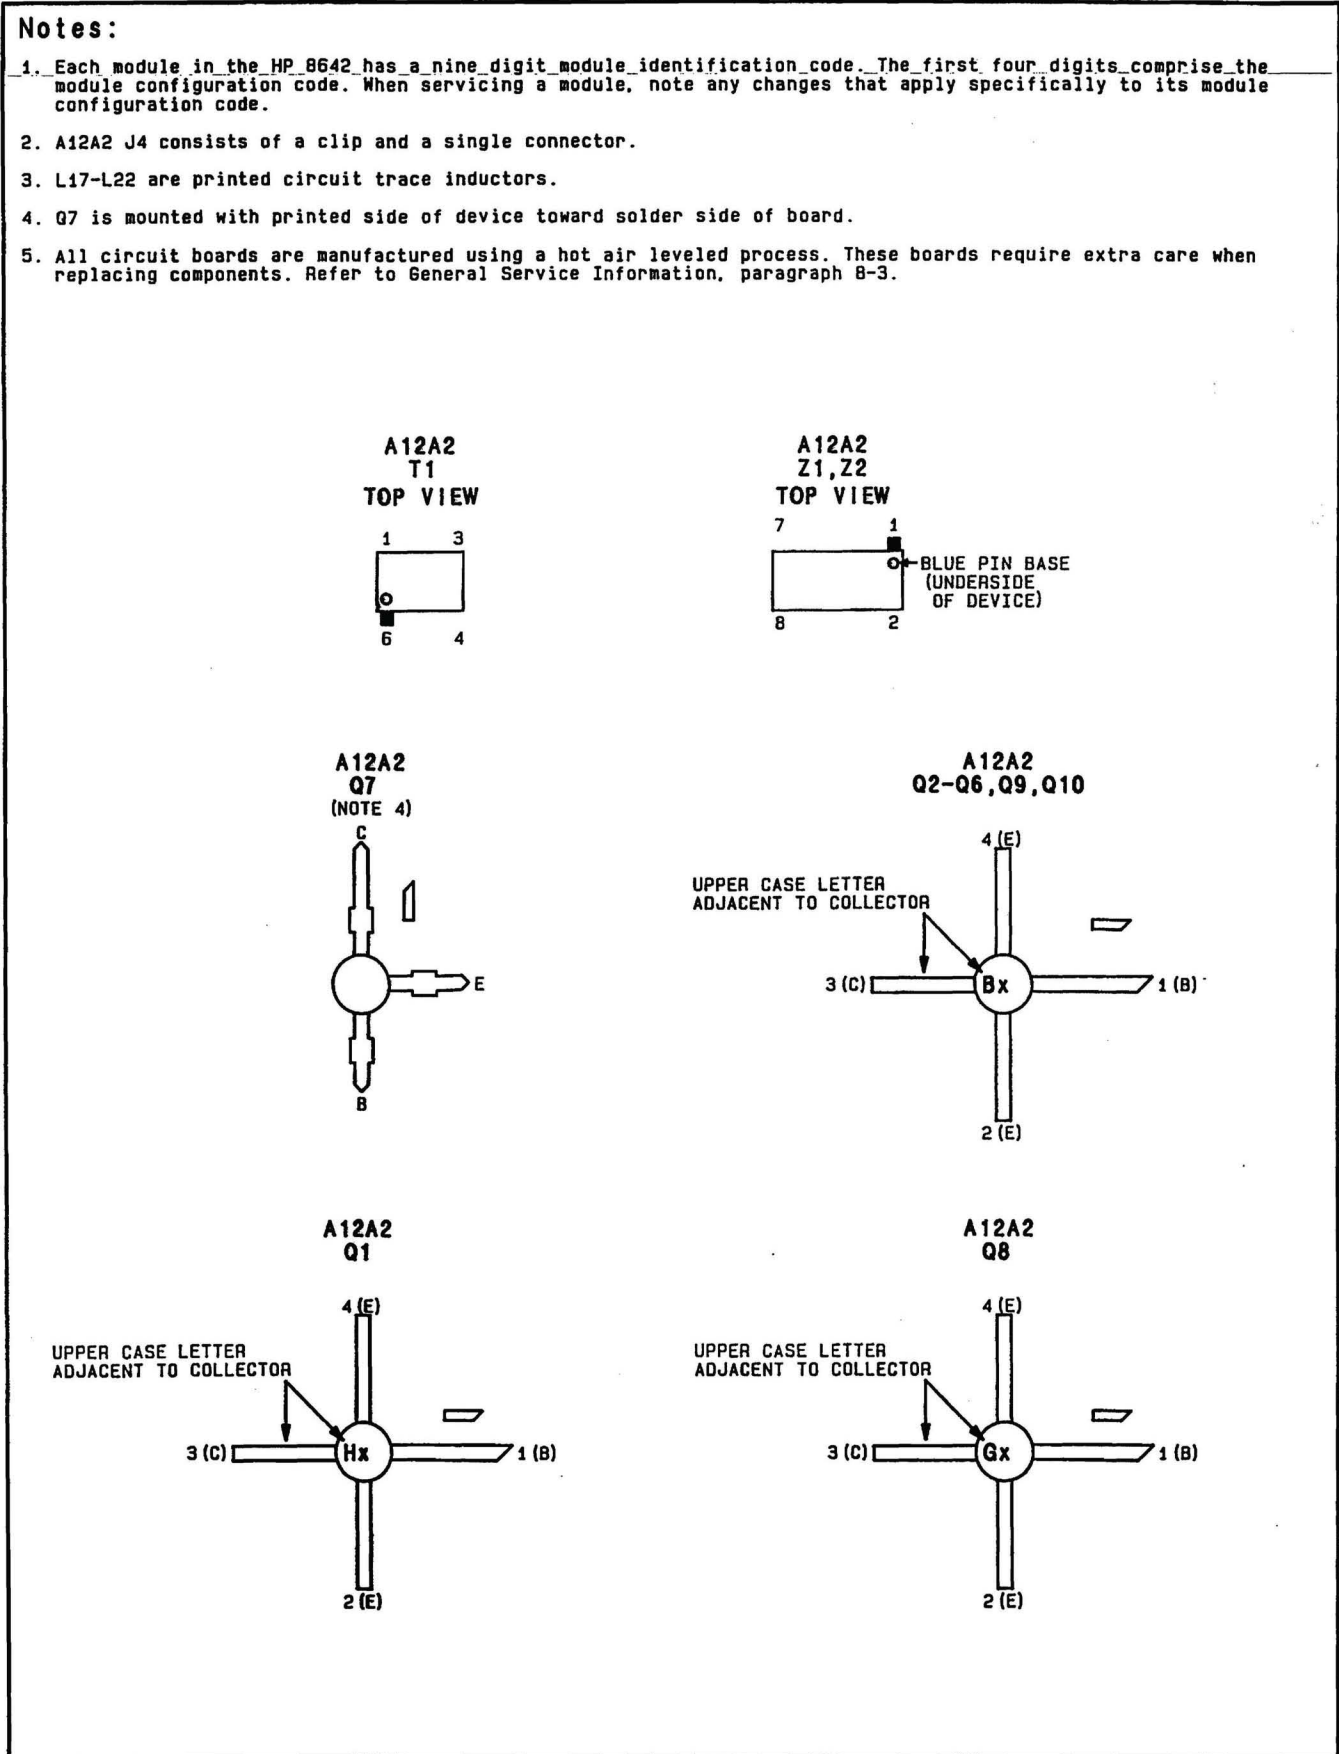 Notes:
1. Each module in the HP 8642 has a nine digit module identification code. The first four digits comprise the
module configuration code. When servicing a module, note any changes that apply specifically to its module
configuration code.
2. A12A2 J4 consists of a clip and a single connector.
3. L17-L22 are printed circuit trace inductors.
4. Q7 is mounted with printed side of device toward solder side of board.
5. All circuit boards are manufactured using a hot air leveled process. These boards require extra care when
replacing components. Refer to General Service Information, paragraph 8-3.
A12A2
T1
TOP VIEW
1 3
6 4
A12A2
Z1,Z2
TOP VIEW
7 1
BLUE PIN BASE
(UNDERSIDE
OF DEVICE)
8 2
A12A2
Q7
(NOTE 4)
C
E
B
A12A2
Q2-Q6,Q9,Q10
4 (E)
UPPER CASE LETTER
ADJACENT TO COLLECTOR
3 (C) Bx 1 (B)
2 (E)
A12A2
Q1
4 (E)
UPPER CASE LETTER
ADJACENT TO COLLECTOR
3 (C) Hx 1 (B)
2 (E)
A12A2
Q8
4 (E)
UPPER CASE LETTER
ADJACENT TO COLLECTOR
3 (C) Gx 1 (B)
2 (E)